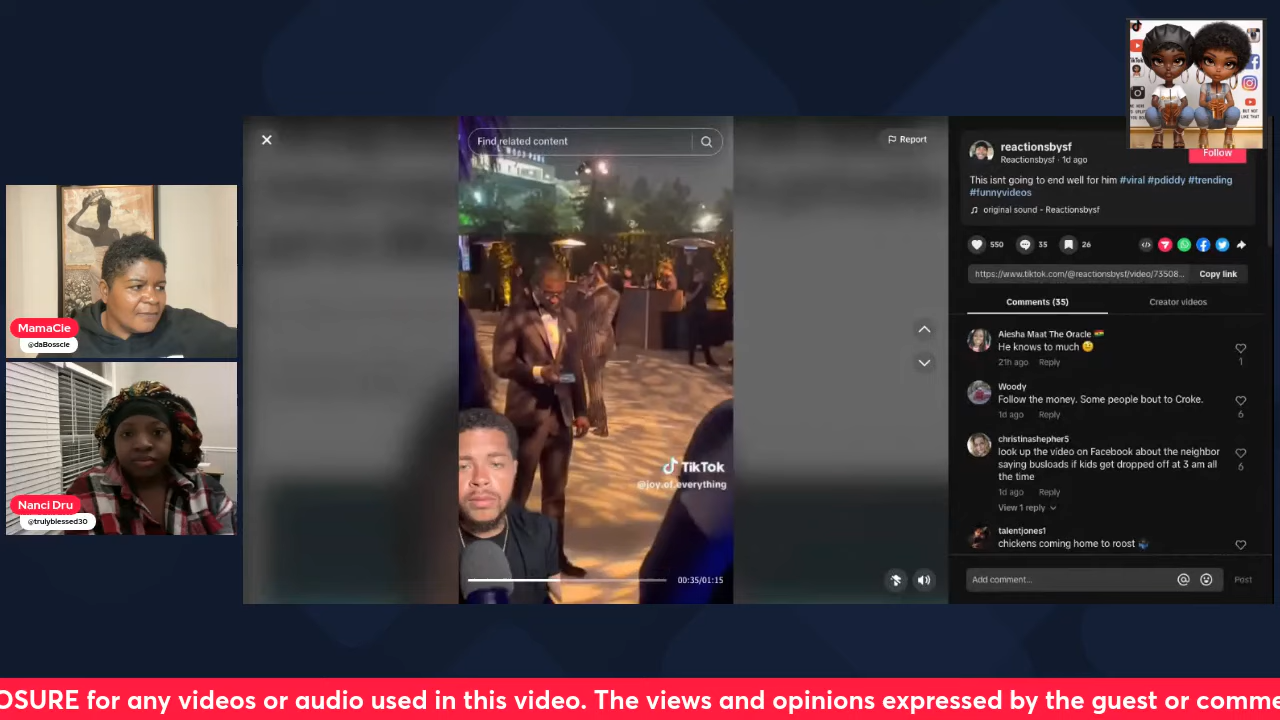 MamaCie
@daBosscie
Nanci Dru
@trulyblessed30
Find related content
Report
TikTok
@joy.of.everything
00:35/01:15
reactionsbysf
Reactionsbysf · 1d ago
Follow
This isnt going to end well for him #viral #pdiddy #trending
#funnyvideos
original sound - Reactionsbysf
550
35
26
https://www.tiktok.com/@reactionsbysf/video/73508...
Copy link
Comments (35)
Creator videos
Aiesha Maat The Oracle
He knows to much 😉
21h ago Reply
1
Woody
Follow the money. Some people bout to Croke.
1d ago Reply
6
christinashepher5
look up the video on Facebook about the neighbor
saying busloads if kids get dropped off at 3 am all
the time
1d ago Reply
6
View 1 reply
talentjones1
chickens coming home to roost
Add comment...
Post
OSURE for any videos or audio used in this video. The views and opinions expressed by the guest or comme